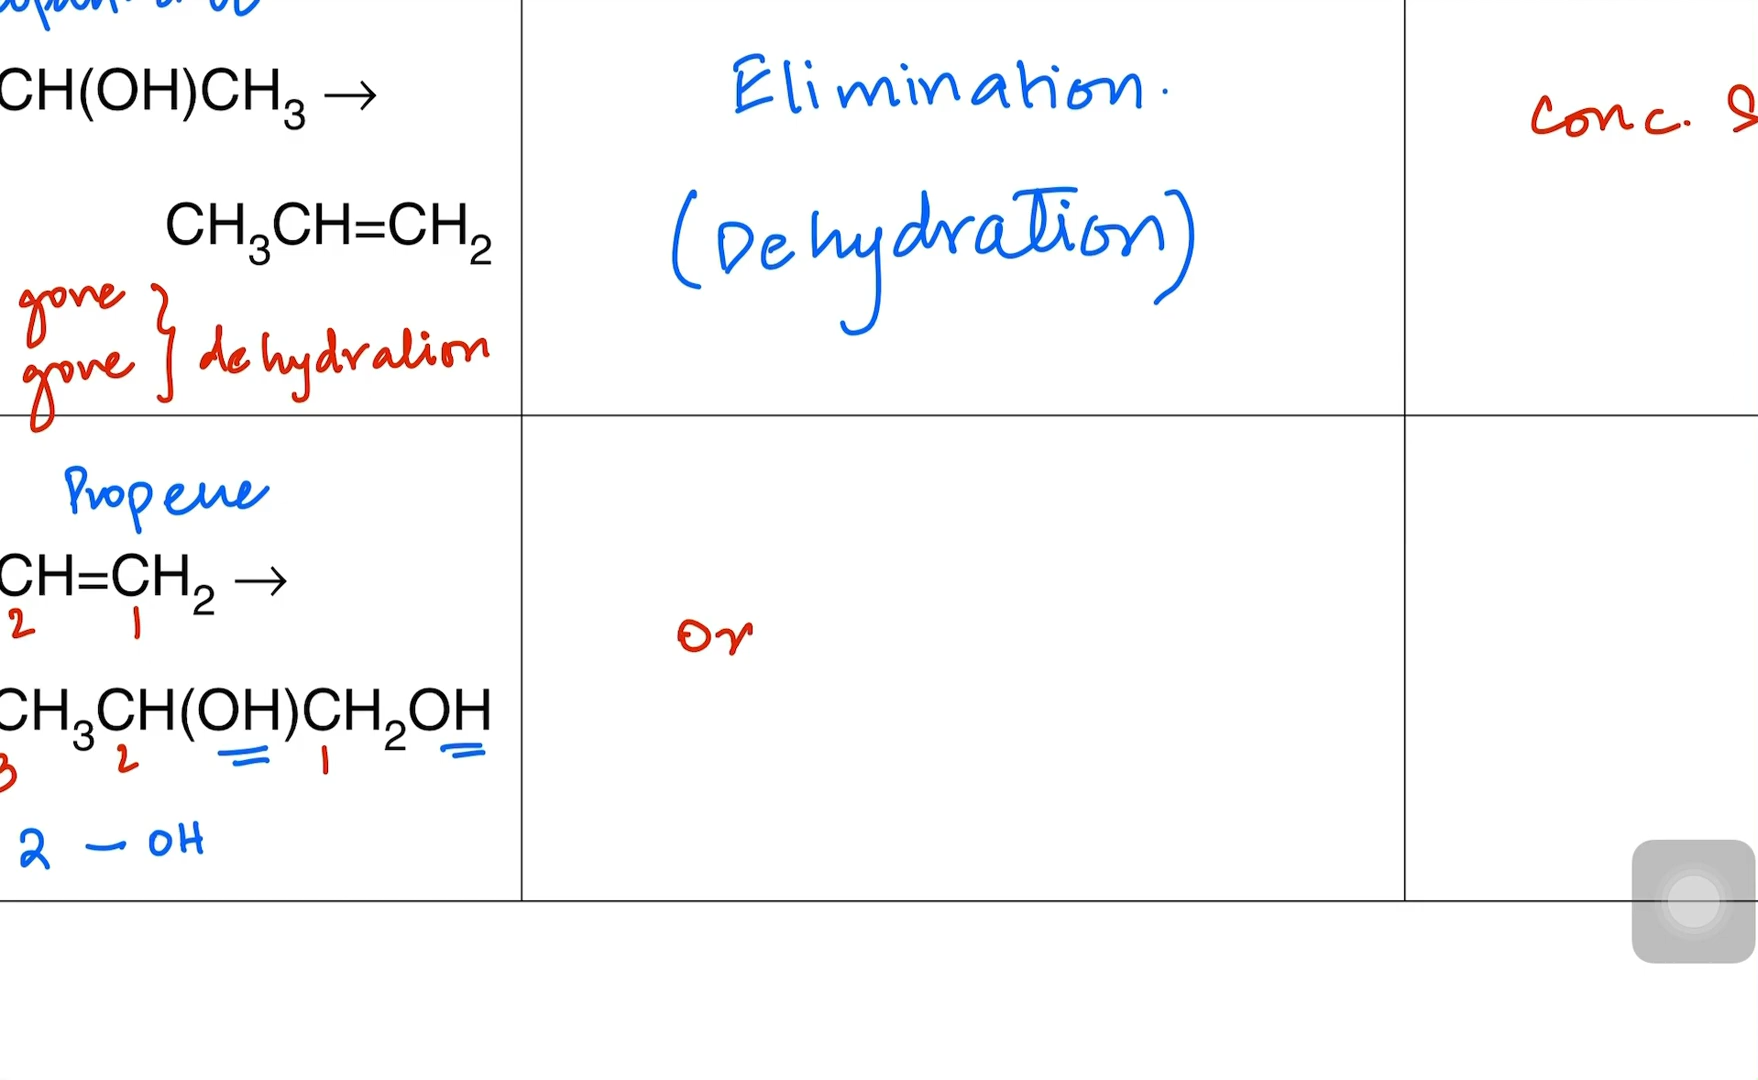 CH(OH)CH₃ → Elimination.
conc.
CH₃CH=CH₂ (Dehydration)
gone
gone } dehydration
Propene
CH=CH₂ →
2 1
or
CH₃CH(OH)CH₂OH
3 2 1
2 – OH